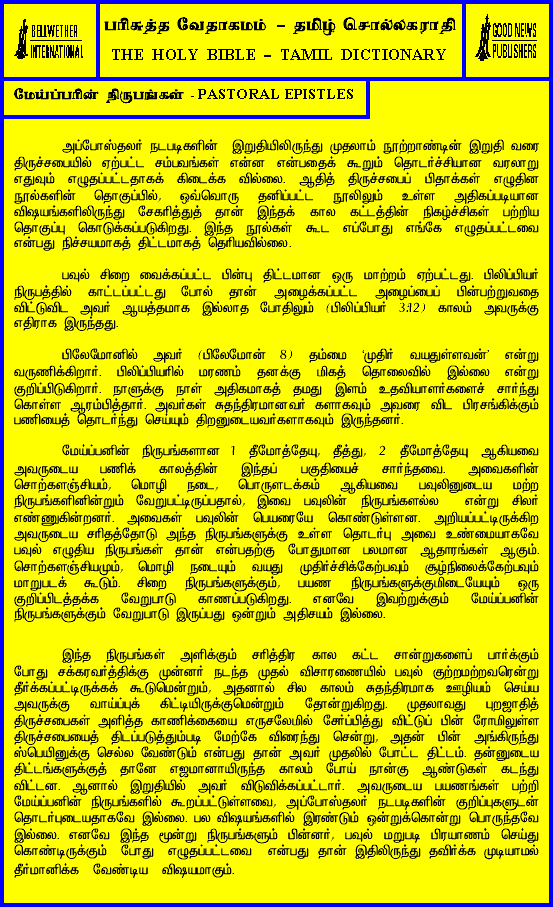 BELLWETHER
INTERNATIONAL
பரிசுத்த வேதாகமம் – தமிழ் சொல்லகராதி
THE HOLY BIBLE – TAMIL DICTIONARY
GOOD NEWS
PUBLISHERS
மேய்ப்பரின் நிருபங்கள் - PASTORAL EPISTLES
அப்போஸ்தலர் நடபடிகளின் இறுதியிலிருந்து முதலாம் நூற்றாண்டின் இறுதி வரை
திருச்சபையில் ஏற்பட்ட சம்பவங்கள் என்ன என்பதைக் கூறும் தொடர்ச்சியான வரலாறு
எதுவும் எழுதப்பட்டதாகக் கிடைக்க வில்லை. ஆதித் திருச்சபைப் பிதாக்கள் எழுதின
நூல்களின் தொகுப்பில், ஒவ்வொரு தனிப்பட்ட நூலிலும் உள்ள அதிகப்படியான
விஷயங்களிலிருந்து சேகரித்துத் தான் இந்தக் கால கட்டத்தின் நிகழ்ச்சிகள் பற்றிய
தொகுப்பு கொடுக்கப்படுகிறது. இந்த நூல்கள் கூட எப்போது எங்கே எழுதப்பட்டவை
என்பது நிச்சயமாகத் திட்டமாகத் தெரியவில்லை.
பவுல் சிறை வைக்கப்பட்ட பின்பு திட்டமான ஒரு மாற்றம் ஏற்பட்டது. பிலிப்பியர்
நிருபத்தில் காட்டப்பட்டது போல் தான் அழைக்கப்பட்ட அழைப்பைப் பின்பற்றுவதை
விட்டுவிட அவர் ஆயத்தமாக இல்லாத போதிலும் (பிலிப்பியர் 3:12) காலம் அவருக்கு
எதிராக இருந்தது.
பிலேமோனில் அவர் (பிலேமோன் 8) தம்மை ‘முதிர் வயதுள்ளவன்’ என்று
வருணிக்கிறார். பிலிப்பியரில் மரணம் தனக்கு மிகத் தொலைவில் இல்லை என்று
குறிப்பிடுகிறார். நாளுக்கு நாள் அதிகமாகத் தமது இளம் உதவியாளர்களைச் சார்ந்து
கொள்ள ஆரம்பித்தார். அவர்கள் சுதந்திரமானவர் களாகவும் அவரை விட பிரசங்கிக்கும்
பணியைத் தொடர்ந்து செய்யும் திறனுடையவர்களாகவும் இருந்தனர்.
மேய்ப்பனின் நிருபங்களான 1 தீமோத்தேயு, தீத்து, 2 தீமோத்தேயு ஆகியவை
அவருடைய பணிக் காலத்தின் இந்தப் பகுதியைச் சார்ந்தவை. அவைகளின்
சொற்களஞ்சியம், மொழி நடை, பொருளடக்கம் ஆகியவை பவுலினுடைய மற்ற
நிருபங்களினின்றும் வேறுபட்டிருப்பதால், இவை பவுலின் நிருபங்களல்ல என்று சிலர்
எண்ணுகின்றனர். அவைகள் பவுலின் பெயரையே கொண்டுள்ளன. அறியப்பட்டிருக்கிற
அவருடைய சரிதத்தோடு அந்த நிருபங்களுக்கு உள்ள தொடர்பு அவை உண்மையாகவே
பவுல் எழுதிய நிருபங்கள் தான் என்பதற்கு போதுமான பலமான ஆதாரங்கள் ஆகும்.
சொற்களஞ்சியமும், மொழி நடையும் வயது முதிர்ச்சிக்கேற்பவும் சூழ்நிலைக்கேற்பவும்
மாறுபடக் கூடும். சிறை நிருபங்களுக்கும், பயண நிருபங்களுக்குமிடையேயும் ஒரு
குறிப்பிடத்தக்க வேறுபாடு காணப்படுகிறது. எனவே இவற்றுக்கும் மேய்ப்பனின்
நிருபங்களுக்கும் வேறுபாடு இருப்பது ஒன்றும் அதிசயம் இல்லை.
இந்த நிருபங்கள் அளிக்கும் சரித்திர கால கட்ட சான்றுகளைப் பார்க்கும்
போது சக்கரவர்த்திக்கு முன்னர் நடந்த முதல் விசாரணையில் பவுல் குற்றமற்றவரென்று
தீர்க்கப்பட்டிருக்கக் கூடுமென்றும், அதனால் சில காலம் சுதந்திரமாக ஊழியம் செய்ய
அவருக்கு வாய்ப்புக் கிட்டியிருக்குமென்றும் தோன்றுகிறது. முதலாவது புறஜாதித்
திருச்சபைகள் அளித்த காணிக்கையை எருசலேமில் சேர்ப்பித்து விட்டுப் பின் ரோமிலுள்ள
திருச்சபையைத் திடப்படுத்தும்படி மேற்கே விரைந்து சென்று, அதன் பின் அங்கிருந்து
ஸ்பெயினுக்கு செல்ல வேண்டும் என்பது தான் அவர் முதலில் போட்ட திட்டம். தன்னுடைய
திட்டங்களுக்குத் தானே எஜமானாயிருந்த காலம் போய் நான்கு ஆண்டுகள் கடந்து
விட்டன. ஆனால் இறுதியில் அவர் விடுவிக்கப்பட்டார். அவருடைய பயணங்கள் பற்றி
மேய்ப்பனின் நிருபங்களில் கூறப்பட்டுள்ளவை, அப்போஸ்தலர் நடபடிகளின் குறிப்புகளுடன்
தொடர்புடையதாகவே இல்லை. பல விஷயங்களில் இரண்டும் ஒன்றுக்கொன்று பொருந்தவே
இல்லை. எனவே இந்த மூன்று நிருபங்களும் பின்னர், பவுல் மறுபடி பிரயாணம் செய்து
கொண்டிருக்கும் போது எழுதப்பட்டவை என்பது தான் இதிலிருந்து தவிர்க்க முடியாமல்
தீர்மானிக்க வேண்டிய விஷயமாகும்.